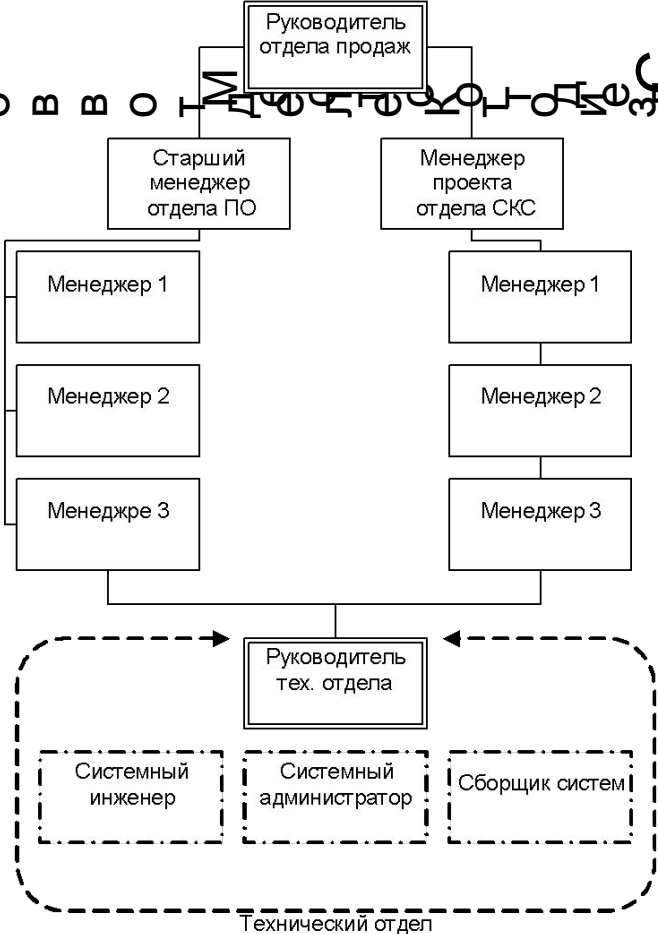 Руководитель
отдела продаж
Старший
менеджер
отдела ПО
Менеджер
проекта
отдела СКС
Менеджер 1
Менеджер 1
Менеджер 2
Менеджер 2
Менеджре 3
Менеджер 3
Руководитель
тех. отдела
Системный
инженер
Системный
администратор
Сборщик систем
Технический отдел